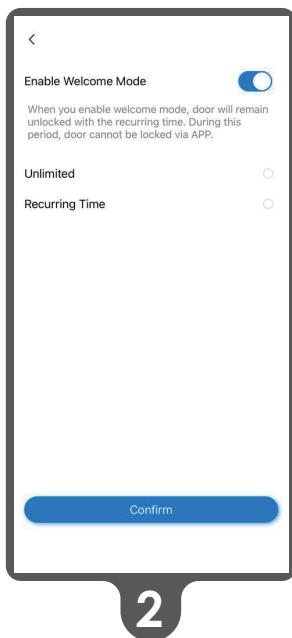 Enable Welcome Mode
When you enable welcome mode, door will remain
unlocked with the recurring time. During this
period, door cannot be locked via APP.
Unlimited
Recurring Time
Confirm
2